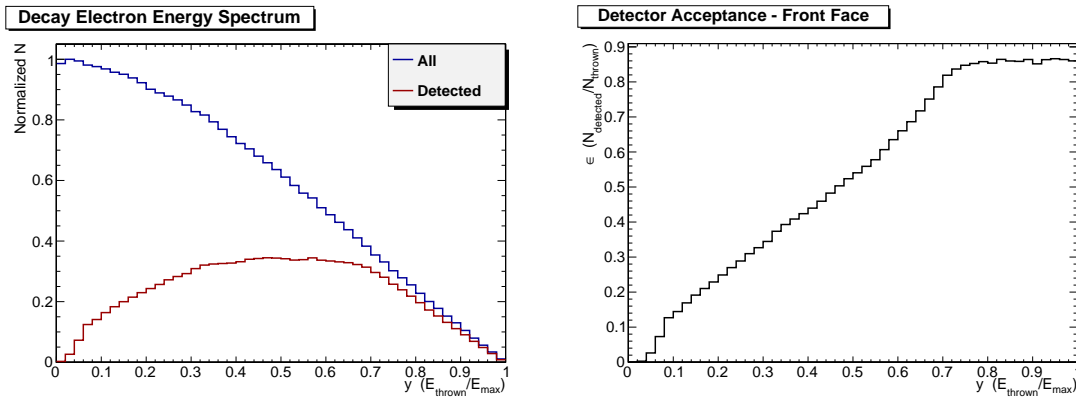 Decay Electron Energy Spectrum
Normalized N
1
0.8
0.6
0.4
0.2
0
All
Detected
0 0.1 0.2 0.3 0.4 0.5 0.6 0.7 0.8 0.9 1
y (E_thrown/E_max)
Detector Acceptance - Front Face
∈ (N_detected/N_thrown)
0.9
0.8
0.7
0.6
0.5
0.4
0.3
0.2
0.1
0
0 0.1 0.2 0.3 0.4 0.5 0.6 0.7 0.8 0.9 1
y (E_thrown/E_max)